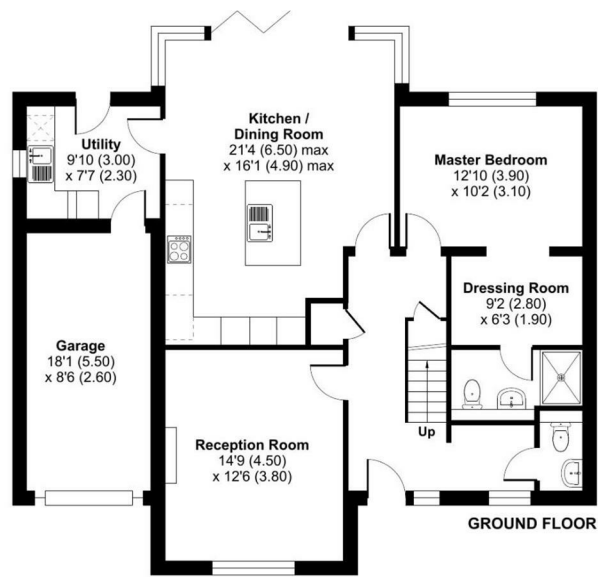 Kitchen /
Dining Room
21'4 (6.50) max
x 16'1 (4.90) max
Utility
9'10 (3.00)
x 7'7 (2.30)
Master Bedroom
12'10 (3.90)
x 10'2 (3.10)
Dressing Room
9'2 (2.80)
x 6'3 (1.90)
Garage
18'1 (5.50)
x 8'6 (2.60)
Up
Reception Room
14'9 (4.50)
x 12'6 (3.80)
GROUND FLOOR